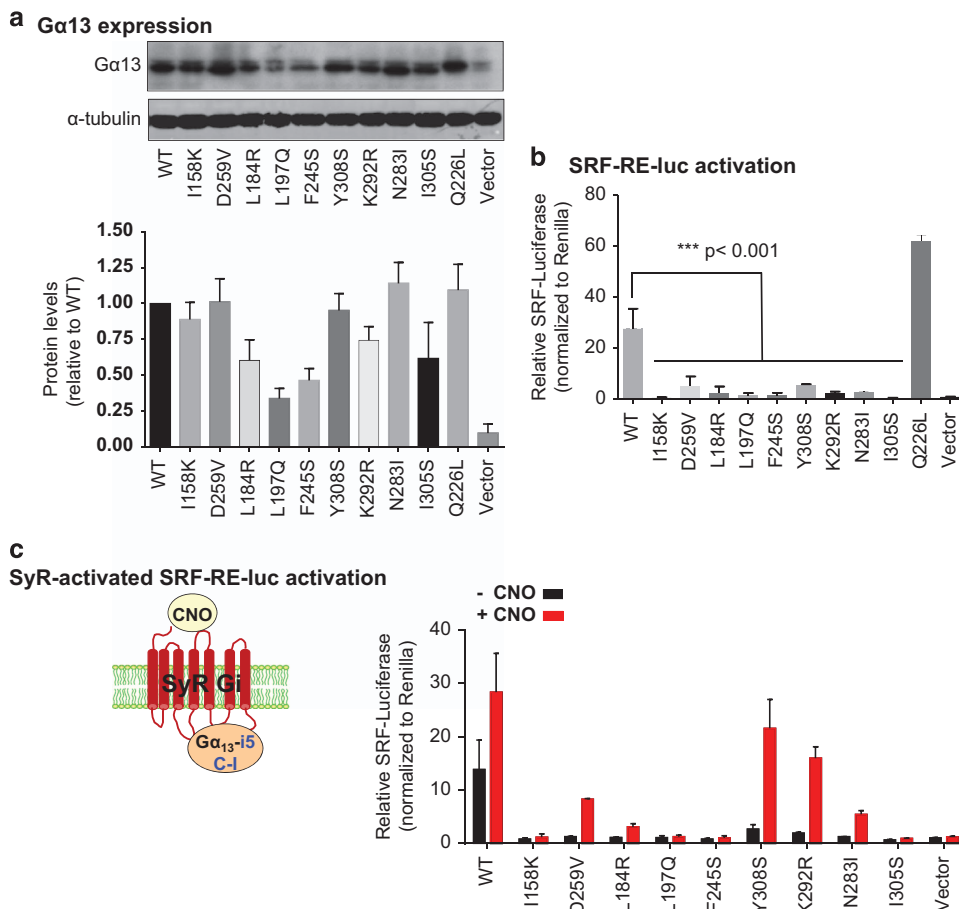 a Gα13 expression
Gα13
α-tubulin
WT
I158K
D259V
L184R
L197Q
F245S
Y308S
K292R
N283I
I305S
Q226L
Vector
Protein levels
(relative to WT)
1.50
1.25
1.00
0.75
0.50
0.25
0.00
WT
I158K
D259V
L184R
L197Q
F245S
Y308S
K292R
N283I
I305S
Q226L
Vector
b SRF-RE-luc activation
Relative SRF-Luciferase
(normalized to Renilla)
80
60
40
20
0
*** p< 0.001
WT
I158K
D259V
L184R
L197Q
F245S
Y308S
K292R
N283I
I305S
Q226L
Vector
c
SyR-activated SRF-RE-luc activation
CNO
SyR Gi
Gα13-i5
C-I
- CNO
+ CNO
Relative SRF-Luciferase
(normalized to Renilla)
40
30
20
10
0
WT
I158K
D259V
L184R
L197Q
F245S
Y308S
K292R
N283I
I305S
Vector